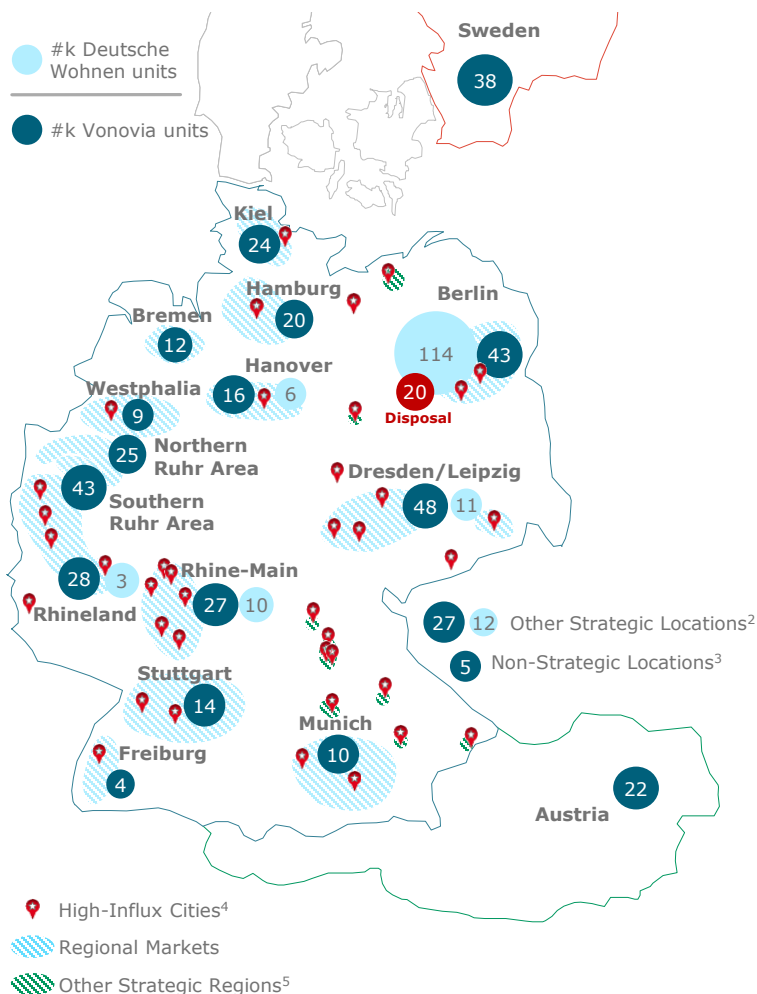 Sweden
#k Deutsche
Wohnen units
38
#k Vonovia units
Kiel
24
Hamburg
20
Berlin
Bremen
12
114
43
Hanover
16
6
20
Disposal
Westphalia
9
Northern
Ruhr Area
25
Dresden/Leipzig
43
Southern
Ruhr Area
48
11
28
3
Rhineland
Rhine-Main
27
10
27
12
Other Strategic Locations²
5
Non-Strategic Locations³
Stuttgart
14
Munich
10
Freiburg
4
22
Austria
High-Influx Cities⁴
Regional Markets
Other Strategic Regions⁵